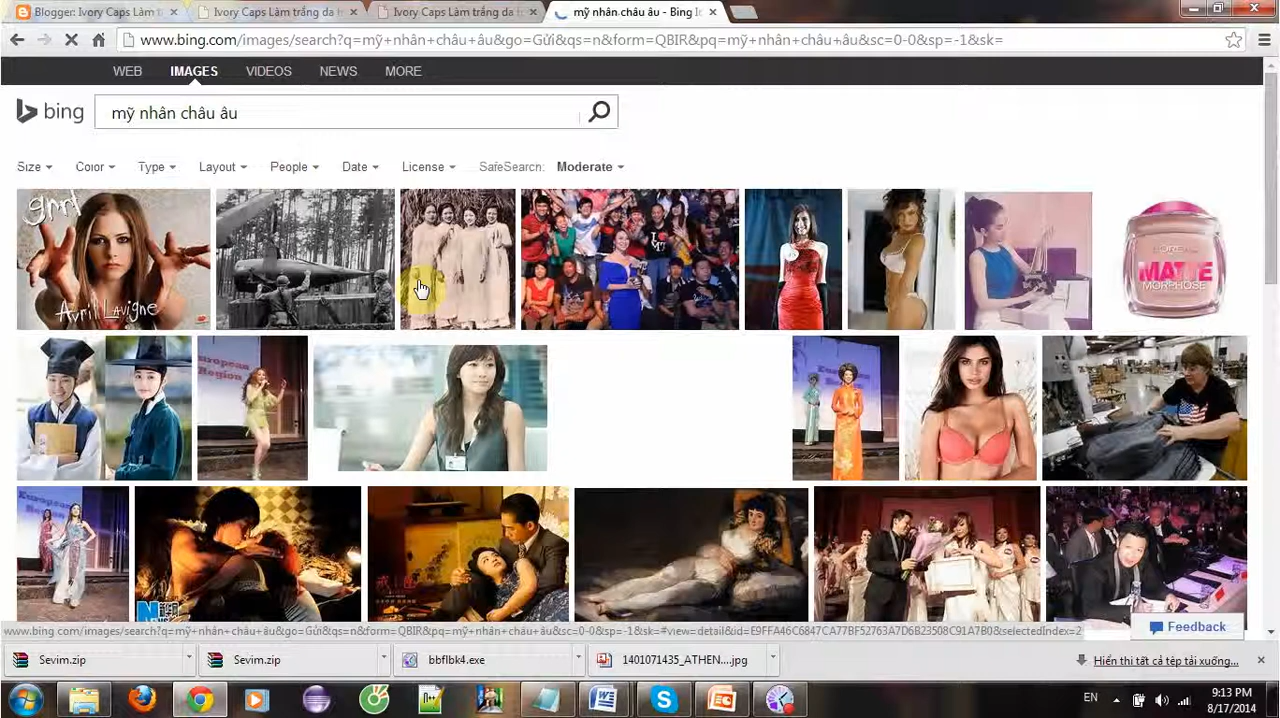 Blogger: Ivory Caps Làm t
Ivory Caps Làm trắng da t
Ivory Caps Làm trắng da t
mỹ nhân châu âu - Bing I
www.bing.com/images/search?q=mỹ+nhân+châu+âu&go=Gửi&qs=n&form=QBIR&pq=mỹ+nhân+châu+âu&sc=0-0&sp=-1&sk=
WEB IMAGES VIDEOS NEWS MORE
bing mỹ nhân châu âu
Size Color Type Layout People Date License SafeSearch: Moderate
grrl
Avril Lavigne
MATTE
MORPHOSE
European
Region
Feedback
www.bing.com/images/search?q=mỹ+nhân+châu+âu&go=Gửi&qs=n&form=QBIR&pq=mỹ+nhân+châu+âu&sc=0-0&sp=-1&sk=#view=detail&id=E9FFA46C6847CA77BF52763A7D6B23508C91A7B0&selectedIndex=2
Sevim.zip Sevim.zip bbflbk4.exe 1401071435_ATHEN....jpg Hiển thị tất cả tệp tải xuống...
EN 9:13 PM
8/17/2014